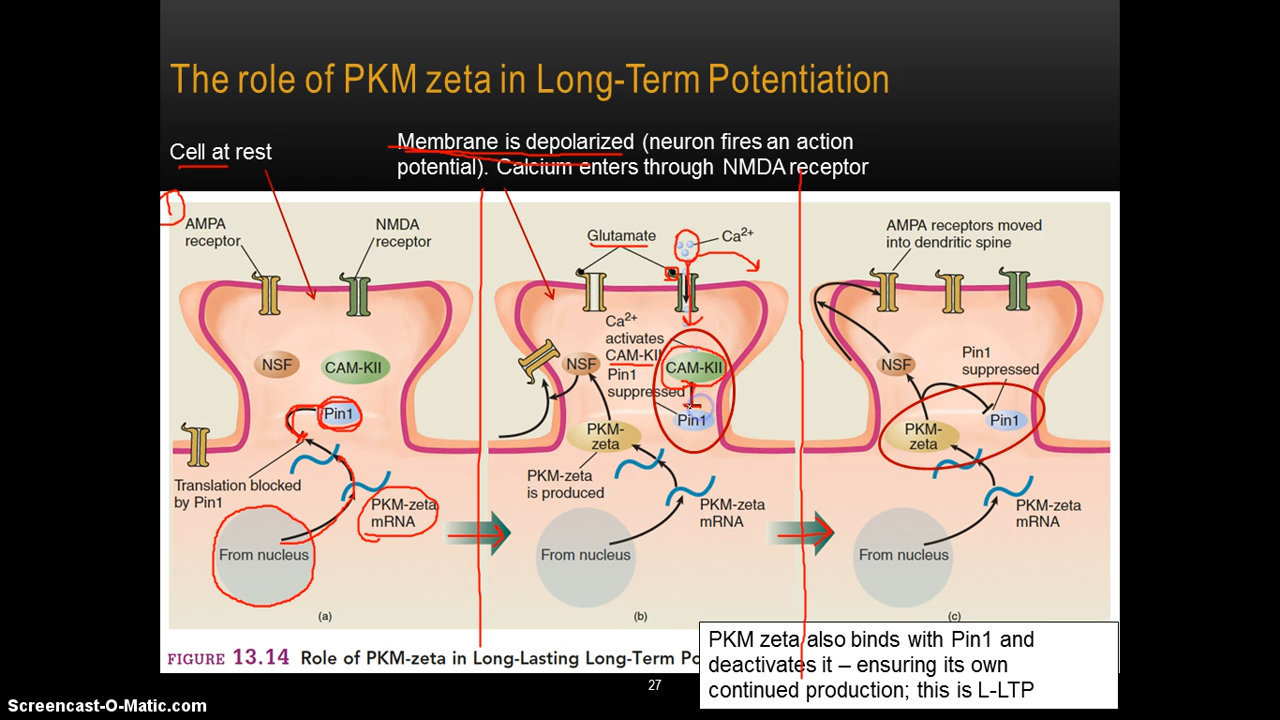 The role of PKM zeta in Long-Term Potentiation
Cell at rest
Membrane is depolarized (neuron fires an action
potential). Calcium enters through NMDA receptor
1
AMPA
receptor
NMDA
receptor
NSF
CAM-KII
Pin1
Translation blocked
by Pin1
PKM-zeta
mRNA
From nucleus
(a)
Glutamate
Ca2+
Ca2+
activates
CAM-KII
Pin1
suppressed
NSF
CAM-KII
Pin1
PKM-
zeta
PKM-zeta
is produced
PKM-zeta
mRNA
From nucleus
(b)
AMPA receptors moved
into dendritic spine
NSF
Pin1
suppressed
PKM-
zeta
Pin1
PKM-zeta
mRNA
From nucleus
(c)
FIGURE 13.14 Role of PKM-zeta in Long-Lasting Long-Term Po
PKM zeta also binds with Pin1 and
deactivates it – ensuring its own
continued production; this is L-LTP
27
Screencast-O-Matic.com